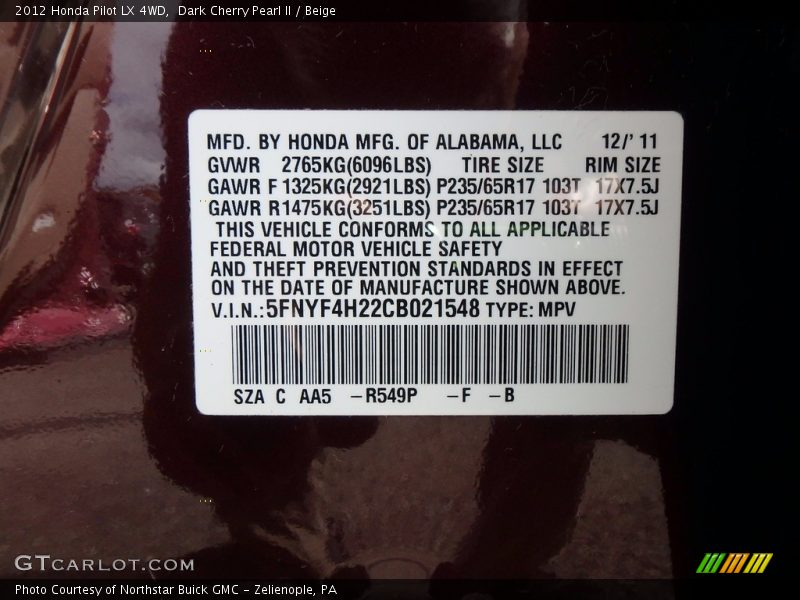 2012 Honda Pilot LX 4WD, Dark Cherry Pearl II / Beige
MFD. BY HONDA MFG. OF ALABAMA, LLC 12/' 11
GVWR 2765KG(6096LBS) TIRE SIZE RIM SIZE
GAWR F 1325KG(2921LBS) P235/65R17 103T 17X7.5J
GAWR R1475KG(3251LBS) P235/65R17 103T 17X7.5J
THIS VEHICLE CONFORMS TO ALL APPLICABLE
FEDERAL MOTOR VEHICLE SAFETY
AND THEFT PREVENTION STANDARDS IN EFFECT
ON THE DATE OF MANUFACTURE SHOWN ABOVE.
V.I.N.:5FNYF4H22CB021548 TYPE: MPV
SZA C AA5 -R549P -F -B
GTCARLOT.COM
Photo Courtesy of Northstar Buick GMC - Zelienople, PA